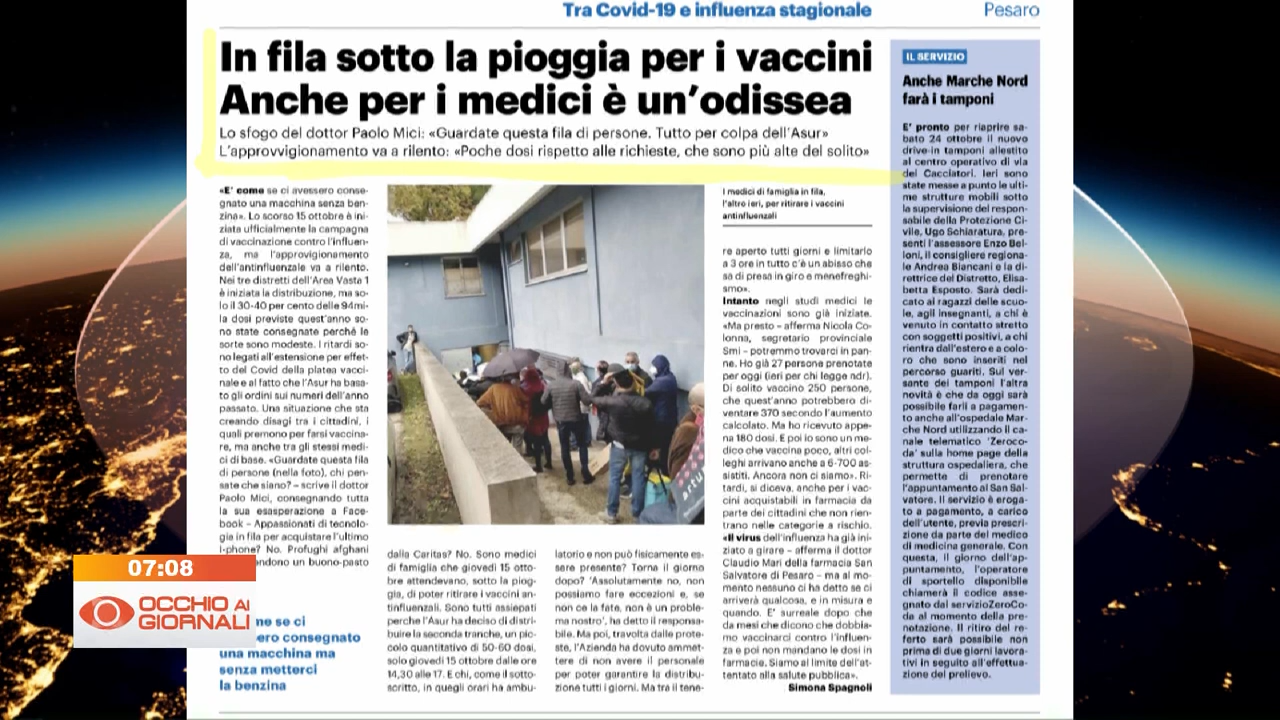 Tra Covid-19 e influenza stagionale
Pesaro
In fila sotto la pioggia per i vaccini
Anche per i medici è un'odissea
Lo sfogo del dottor Paolo Mici: «Guardate questa fila di persone. Tutto per colpa dell'Asur»
L'approvvigionamento va a rilento: «Poche dosi rispetto alle richieste, che sono più alte del solito»
«E' come se ci avessero conse-
gnato una macchina senza ben-
zina». Lo scorso 15 ottobre è ini-
ziata ufficialmente la campagna
di vaccinazione contro l'influen-
za, ma l'approvigionamento
dell'antinfluenzale va a rilento.
Nei tre distretti dell'Area Vasta 1
è iniziata la distribuzione, ma so-
lo il 30-40 per cento delle 94mi-
la dosi previste quest'anno so-
no state consegnate perchè le
sorte sono modeste. I ritardi so-
no legati all'estensione per effet-
to del Covid della platea vacci-
nale e al fatto che l'Asur ha basa-
to gli ordini sui numeri dell'anno
passato. Una situazione che sta
creando disagi tra i cittadini, i
quali premono per farsi vaccina-
re, ma anche tra gli stessi medi-
ci di base. «Guardate questa fila
di persone (nella foto), chi pen-
sate che siano? – scrive il dottor
Paolo Mici, consegnando tutta
la sua esasperazione a Face-
book – Appassionati di tecnolo-
gie in fila per acquistare l'ultimo
i-phone? No. Profughi afghani
ondono un buono-pasto
me se ci
ero consegnato
una macchina ma
senza metterci
la benzina
dalla Caritas? No. Sono medici
di famiglia che giovedì 15 otto-
bre attendevano, sotto la piog-
gia, di poter ritirare i vaccini an-
tinfluenzali. Sono tutti assiepati
perche l'Asur ha deciso di distri-
buire la seconda tranche, un pic-
colo quantitativo di 50-60 dosi,
solo giovedì 15 ottobre dalle ore
14,30 alle 17. E chi, come il sotto-
scritto, in quegli orari ha ambu-
latorio e non può fisicamente es-
sere presente? Torna il giorno
dopo? 'Assolutamente no, non
possiamo fare eccezioni e, se
non ce la fate, non è un proble-
ma nostro', ha detto il responsa-
bile. Ma poi, travolta dalle prote-
ste, l'Azienda ha dovuto ammet-
tere di non avere il personale
per poter garantire la distribu-
zione tutti i giorni. Ma tra il tene-
I medici di famiglia in fila,
l'altro ieri, per ritirare i vaccini
antinfluenzali
re aperto tutti giorni e limitarlo
a 3 ore in tutto c'è un abisso che
sa di presa in giro e menefreghi-
smo».
Intanto negli studi medici le
vaccinazioni sono già iniziate.
«Ma presto – afferma Nicola Co-
lonna, segretario provinciale
Smi – potremmo trovarci in pan-
ne. Ho già 27 persone prenotate
per oggi (ieri per chi legge ndr).
Di solito vaccino 250 persone,
che quest'anno potrebbero di-
ventare 370 secondo l'aumento
calcolato. Ma ho ricevuto appe-
na 180 dosi. E poi io sono un me-
dico che vaccina poco, altri col-
leghi arrivano anche a 6-700 as-
sistiti. Ancora non ci siamo». Ri-
tardi, si diceva, anche per i vac-
cini acquistabili in farmacia da
parte dei cittadini che non rien-
trano nelle categorie a rischio.
«Il virus dell'influenza ha già ini-
ziato a girare – afferma il dottor
Claudio Mari della farmacia San
Salvatore di Pesaro – ma al mo-
mento nessuno ci ha detto se ci
arriverà qualcosa, e in misura e
quando. E' surreale dopo che
da mesi che dicono che dobbia-
mo vaccinarci contro l'influen-
za e poi non mandano le dosi in
farmacie. Siamo al limite dell'at-
tentato alla salute pubblica».
Simona Spagnoli
IL SERVIZIO
Anche Marche Nord
farà i tamponi
E' pronto per riaprire sa-
bato 24 ottobre il nuovo
drive-in tamponi allestito
al centro operativo di via
dei Cacciatori. Ieri sono
state messe a punto le ulti-
me strutture mobili sotto
la supervisione del respon-
sabile della Protezione Ci-
vile, Ugo Schiaratura, pre-
senti l'assessore Enzo Bel-
loni, il consigliere regiona-
le Andrea Biancani e la di-
rettrice del Distretto, Elisa-
betta Esposto. Sarà dedi-
cato ai ragazzi delle scuo-
le, agli insegnanti, a chi è
venuto in contatto stretto
con soggetti positivi, a chi
rientra dall'estero e a colo-
ro che sono inseriti nel
percorso guariti. Sul ver-
sante dei tamponi l'altra
novità è che da oggi sarà
possibile farli a pagamen-
to anche all'ospedale Mar-
che Nord utilizzando il ca-
nale telematico 'Zeroco-
da' sulla home page della
struttura ospedaliera, che
permette di prenotare
l'appuntamento al San Sal-
vatore. Il servizio è eroga-
to a pagamento, a carico
dell'utente, previa prescri-
zione da parte del medico
di medicina generale. Con
questa, il giorno dell'ap-
puntamento, l'operatore
di sportello disponibile
chiamerà il codice asse-
gnato dal servizioZeroCo-
da al momento della pre-
notazione. Il ritiro del re-
ferto sarà possibile non
prima di due giorni lavora-
tivi in seguito all'effettua-
zione del prelievo.
07:08
OCCHIO AI
GIORNALI